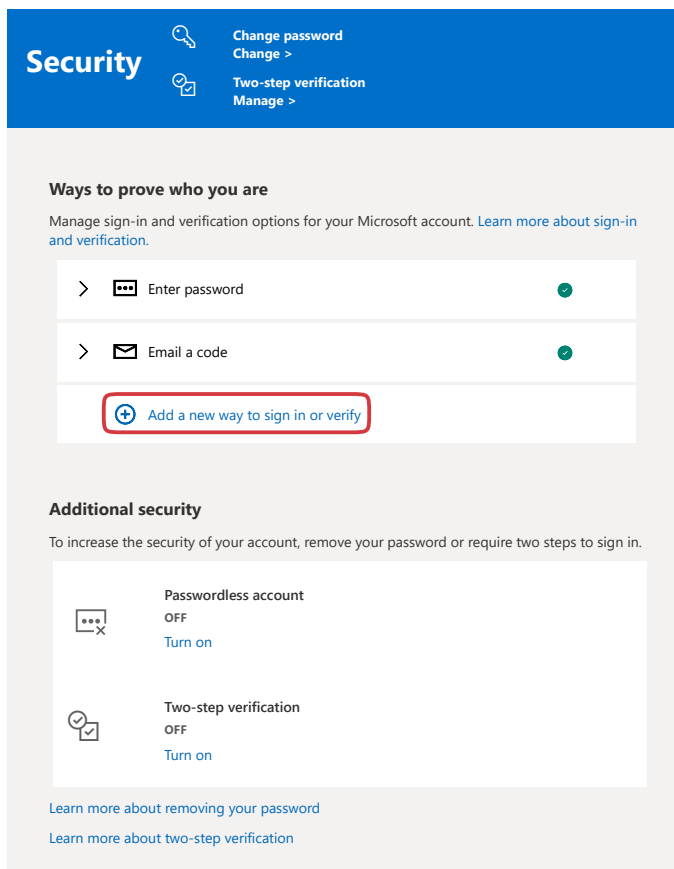 Security
Change password
Change >
Two-step verification
Manage >
Ways to prove who you are
Manage sign-in and verification options for your Microsoft account. Learn more about sign-in
and verification.
Enter password
Email a code
Add a new way to sign in or verify
Additional security
To increase the security of your account, remove your password or require two steps to sign in.
Passwordless account
OFF
Turn on
Two-step verification
OFF
Turn on
Learn more about removing your password
Learn more about two-step verification